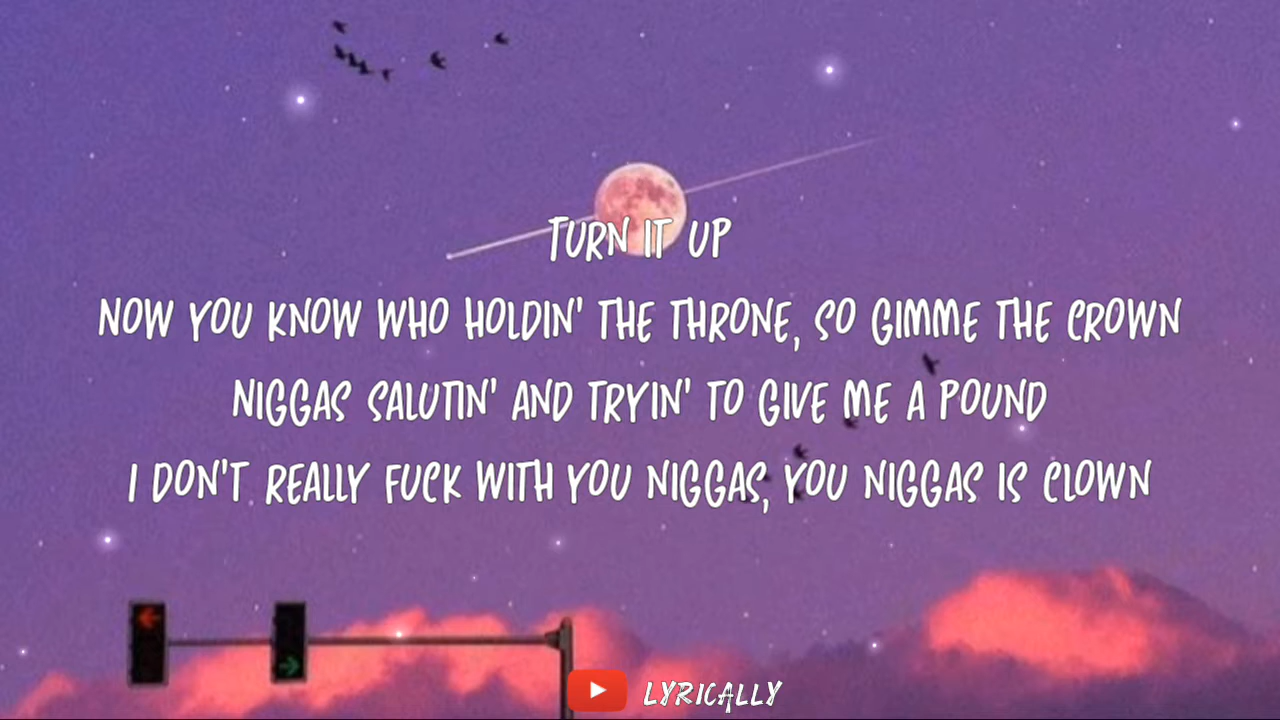 TURN IT UP
NOW YOU KNOW WHO HOLDIN' THE THRONE, SO GIMME THE CROWN
NIGGAS SALUTIN' AND TRYIN' TO GIVE ME A POUND
I DON'T REALLY FUCK WITH YOU NIGGAS, YOU NIGGAS IS CLOWN
LYRICALLY